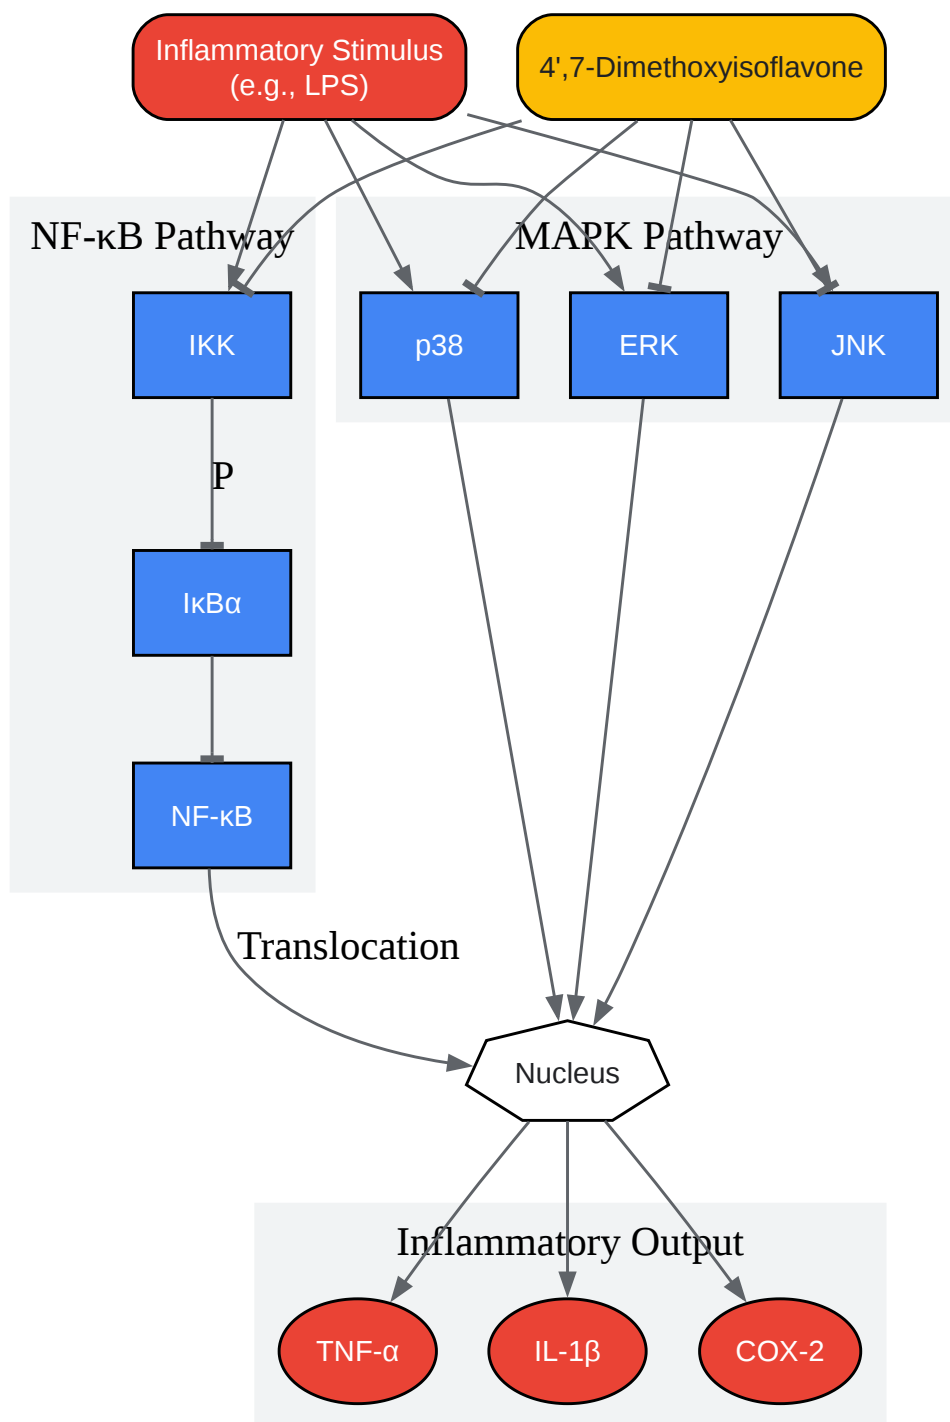 Inflammatory Stimulus
(e.g., LPS)
4',7-Dimethoxyisoflavone
NF-κB Pathway
MAPK Pathway
IKK
p38
ERK
JNK
P
IκBα
NF-κB
Translocation
Nucleus
Inflammatory Output
TNF-α
IL-1β
COX-2